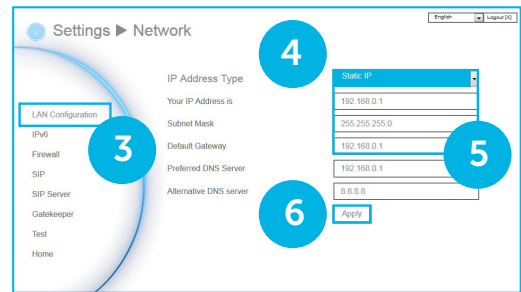 English Logout [X]
Settings ▶ Network
4
IP Address Type Static IP
Your IP Address is 192.168.0.1
LAN Configuration
Subnet Mask 255.255.255.0
IPv6
3
Default Gateway 192.168.0.1
5
Firewall
Preferred DNS Server 192.168.0.1
SIP
Alternative DNS server 8.8.8.8
SIP Server
6
Apply
Gatekeeper
Test
Home